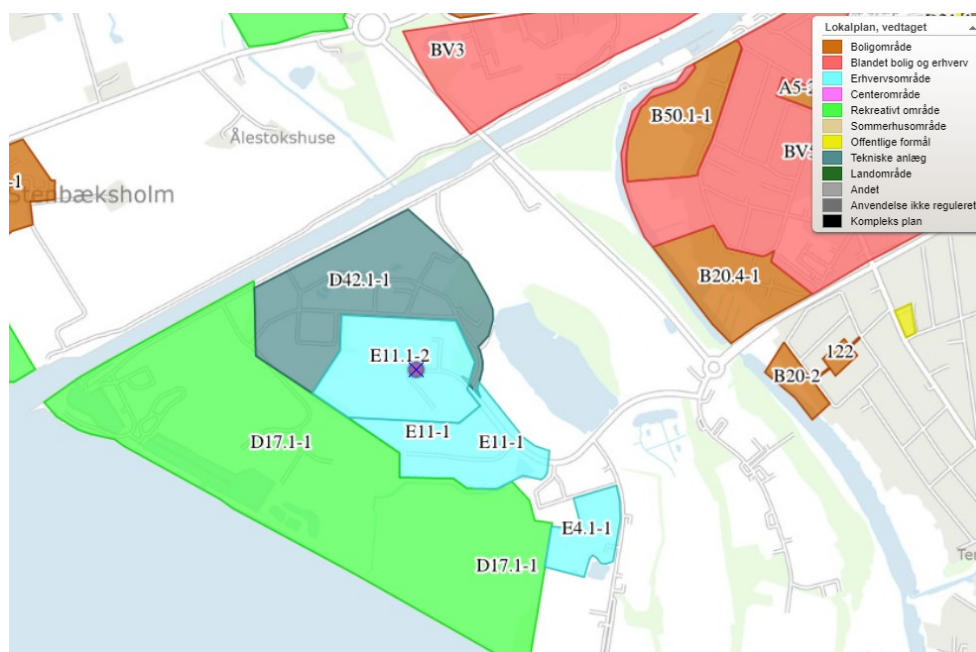 Lokalplan, vedtaget
Boligområde
Blandet bolig og erhverv
Erhvervsområde
Centerområde
Rekreativt område
Sommerhusområde
Offentlige formål
Tekniske anlæg
Landområde
Andet
Anvendelse ikke reguleret
Kompleks plan
BV3
A5-2
B50.1-1
Ålestokshuse
-1
Stenbæksholm
D42.1-1
B20.4-1
E11.1-2
122
B20-2
D17.1-1
E11-1
E11-1
E4.1-1
D17.1-1